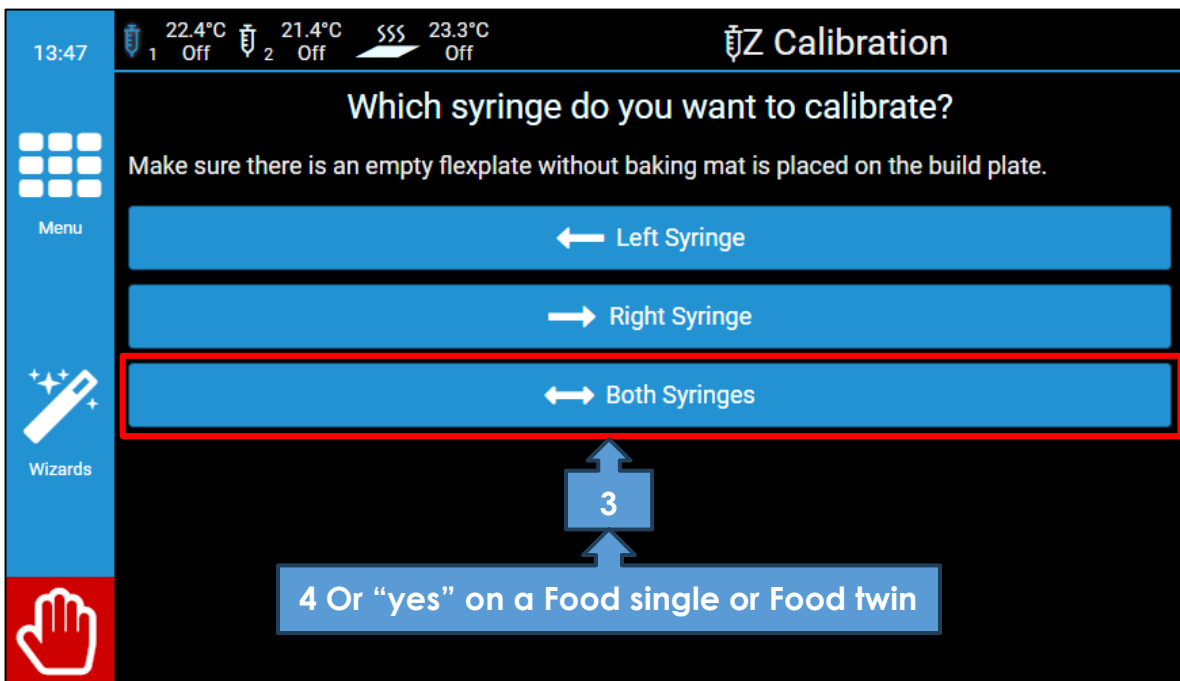 13:47
1 22.4°C Off 2 21.4°C Off 23.3°C Off
Z Calibration
Which syringe do you want to calibrate?
Make sure there is an empty flexplate without baking mat is placed on the build plate.
Menu
Left Syringe
Right Syringe
Both Syringes
Wizards
3
4 Or “yes” on a Food single or Food twin